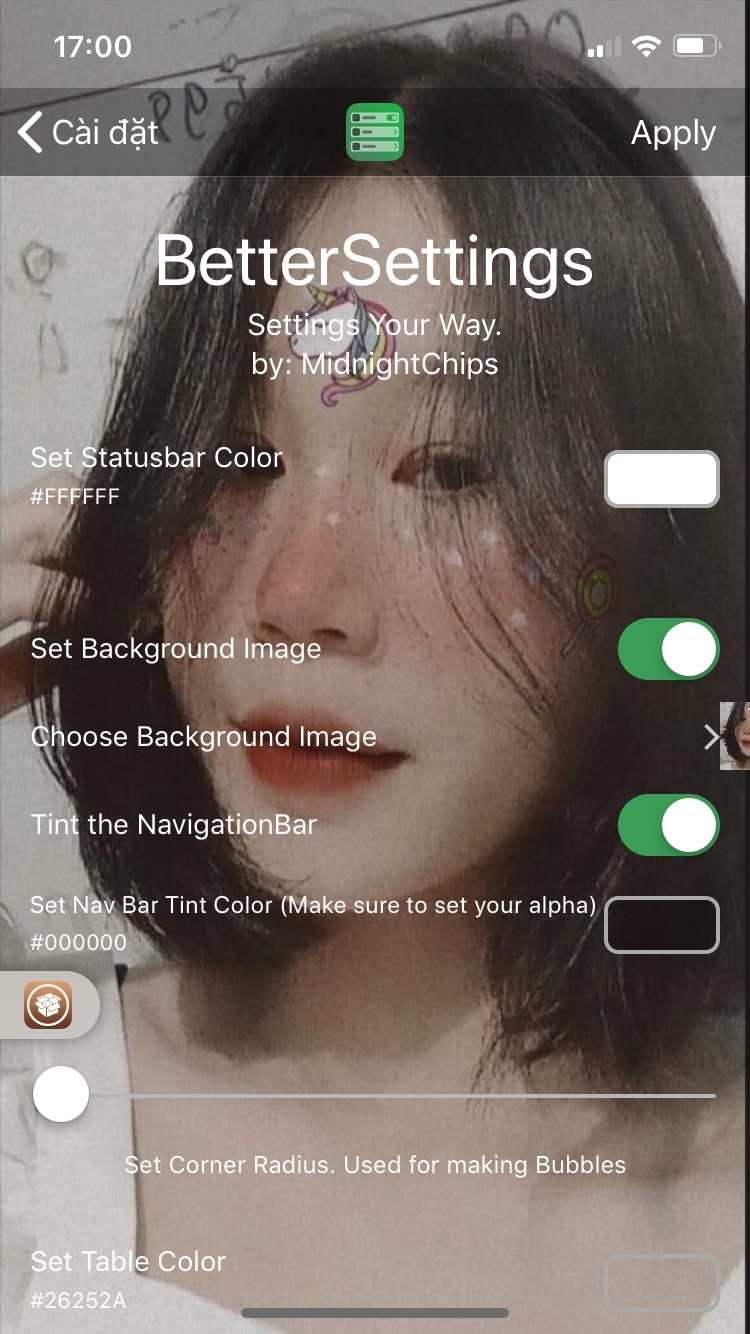 17:00
Cài đặt
Apply
BetterSettings
Settings Your Way.
by: MidnightChips
Set Statusbar Color
#FFFFFF
Set Background Image
Choose Background Image
Tint the NavigationBar
Set Nav Bar Tint Color (Make sure to set your alpha)
#000000
Set Corner Radius. Used for making Bubbles
Set Table Color
#26252A